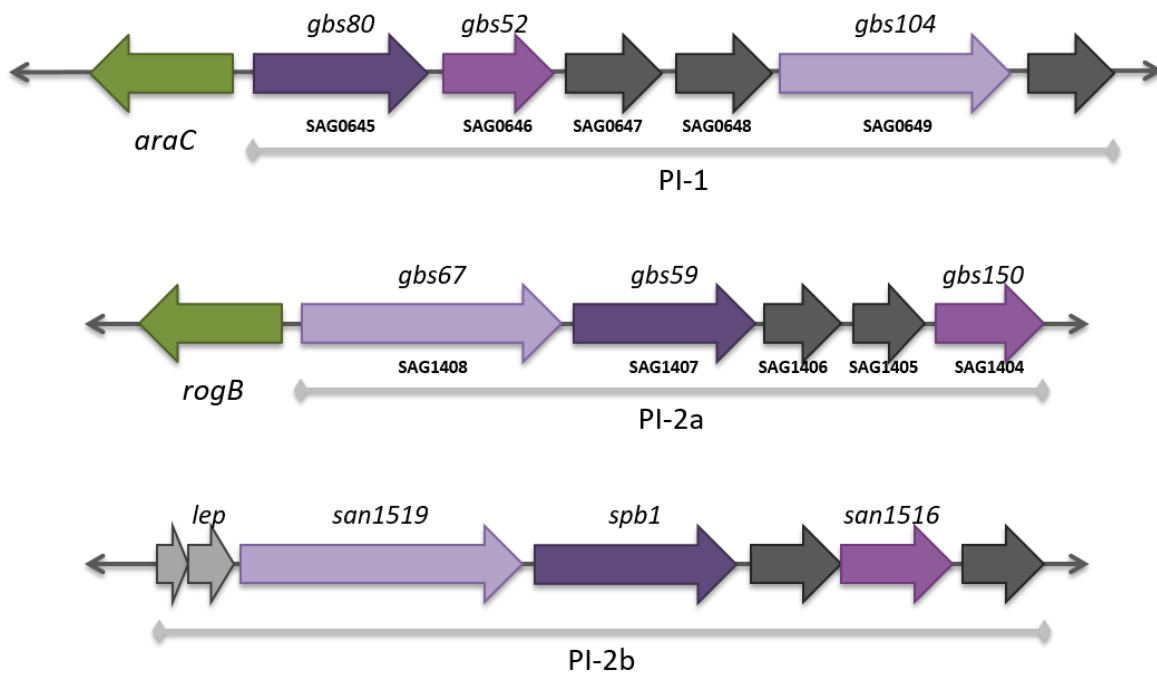 gbs80 gbs52 gbs104
SAG0645 SAG0646 SAG0647 SAG0648 SAG0649
araC
PI-1
gbs67 gbs59 gbs150
SAG1408 SAG1407 SAG1406 SAG1405 SAG1404
rogB
PI-2a
lep san1519 spb1 san1516
PI-2b